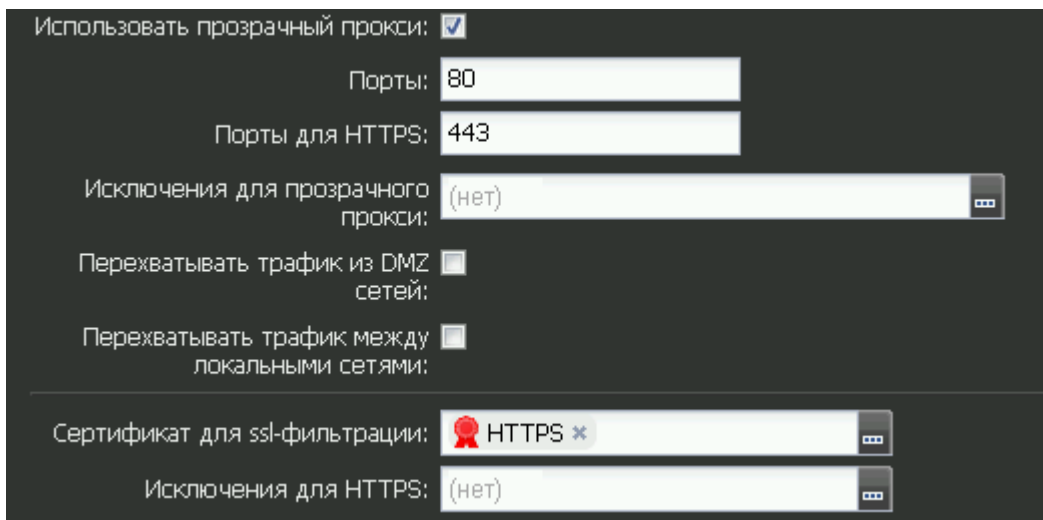 Использовать прозрачный прокси:
Порты: 80
Порты для HTTPS: 443
Исключения для прозрачного
прокси: (нет)
Перехватывать трафик из DMZ
сетей:
Перехватывать трафик между
локальными сетями:
Сертификат для ssl-фильтрации: HTTPS
Исключения для HTTPS: (нет)